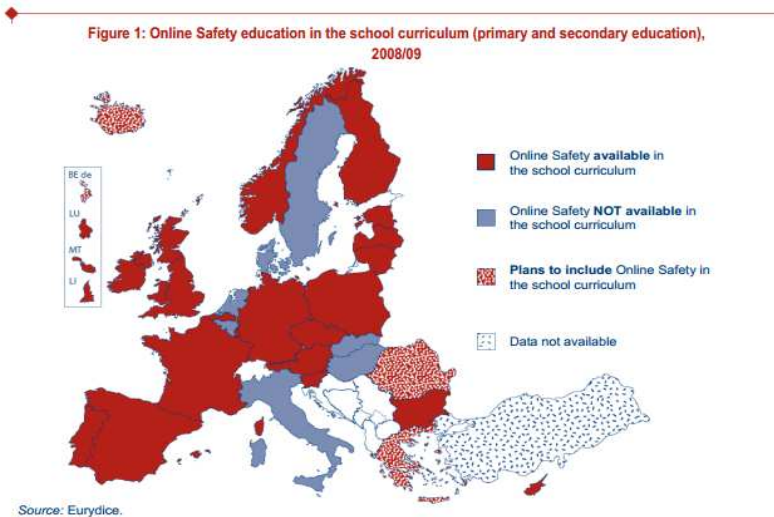 Figure 1: Online Safety education in the school curriculum (primary and secondary education),
2008/09
BE de
LU
MT
LI
Online Safety available in
the school curriculum
Online Safety NOT available in
the school curriculum
Plans to include Online Safety in
the school curriculum
Data not available
Source: Eurydice.